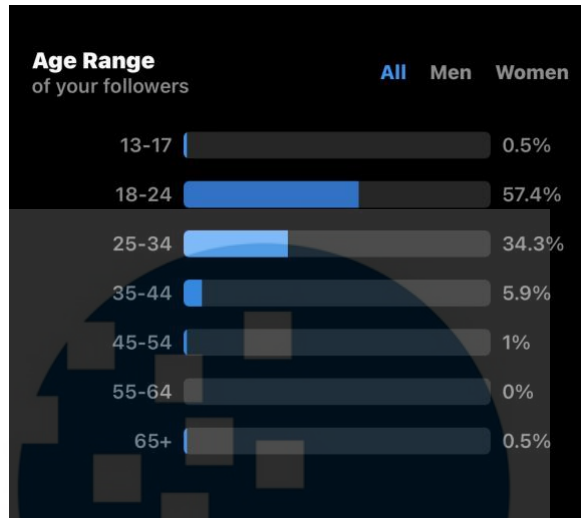 Age Range
of your followers
All Men Women
13-17 0.5%
18-24 57.4%
25-34 34.3%
35-44 5.9%
45-54 1%
55-64 0%
65+ 0.5%